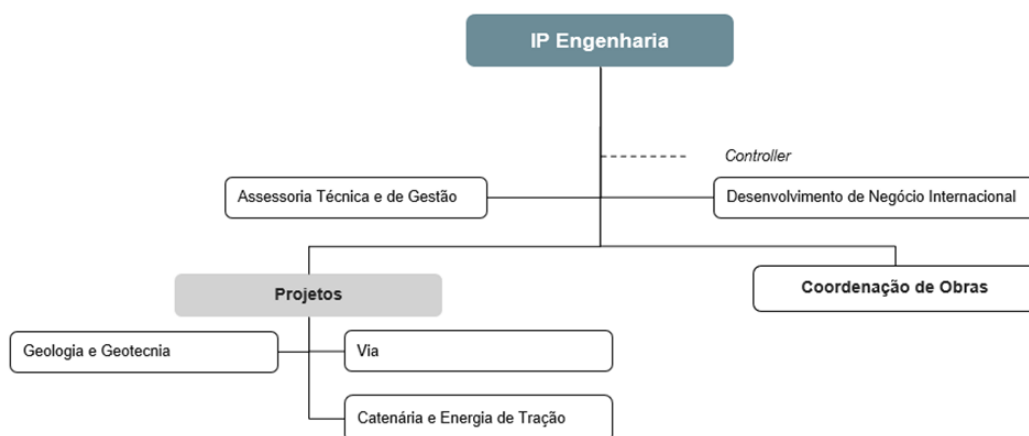 IP Engenharia
Controller
Assessoria Técnica e de Gestão
Desenvolvimento de Negócio Internacional
Projetos
Coordenação de Obras
Geologia e Geotecnia
Via
Catenária e Energia de Tração